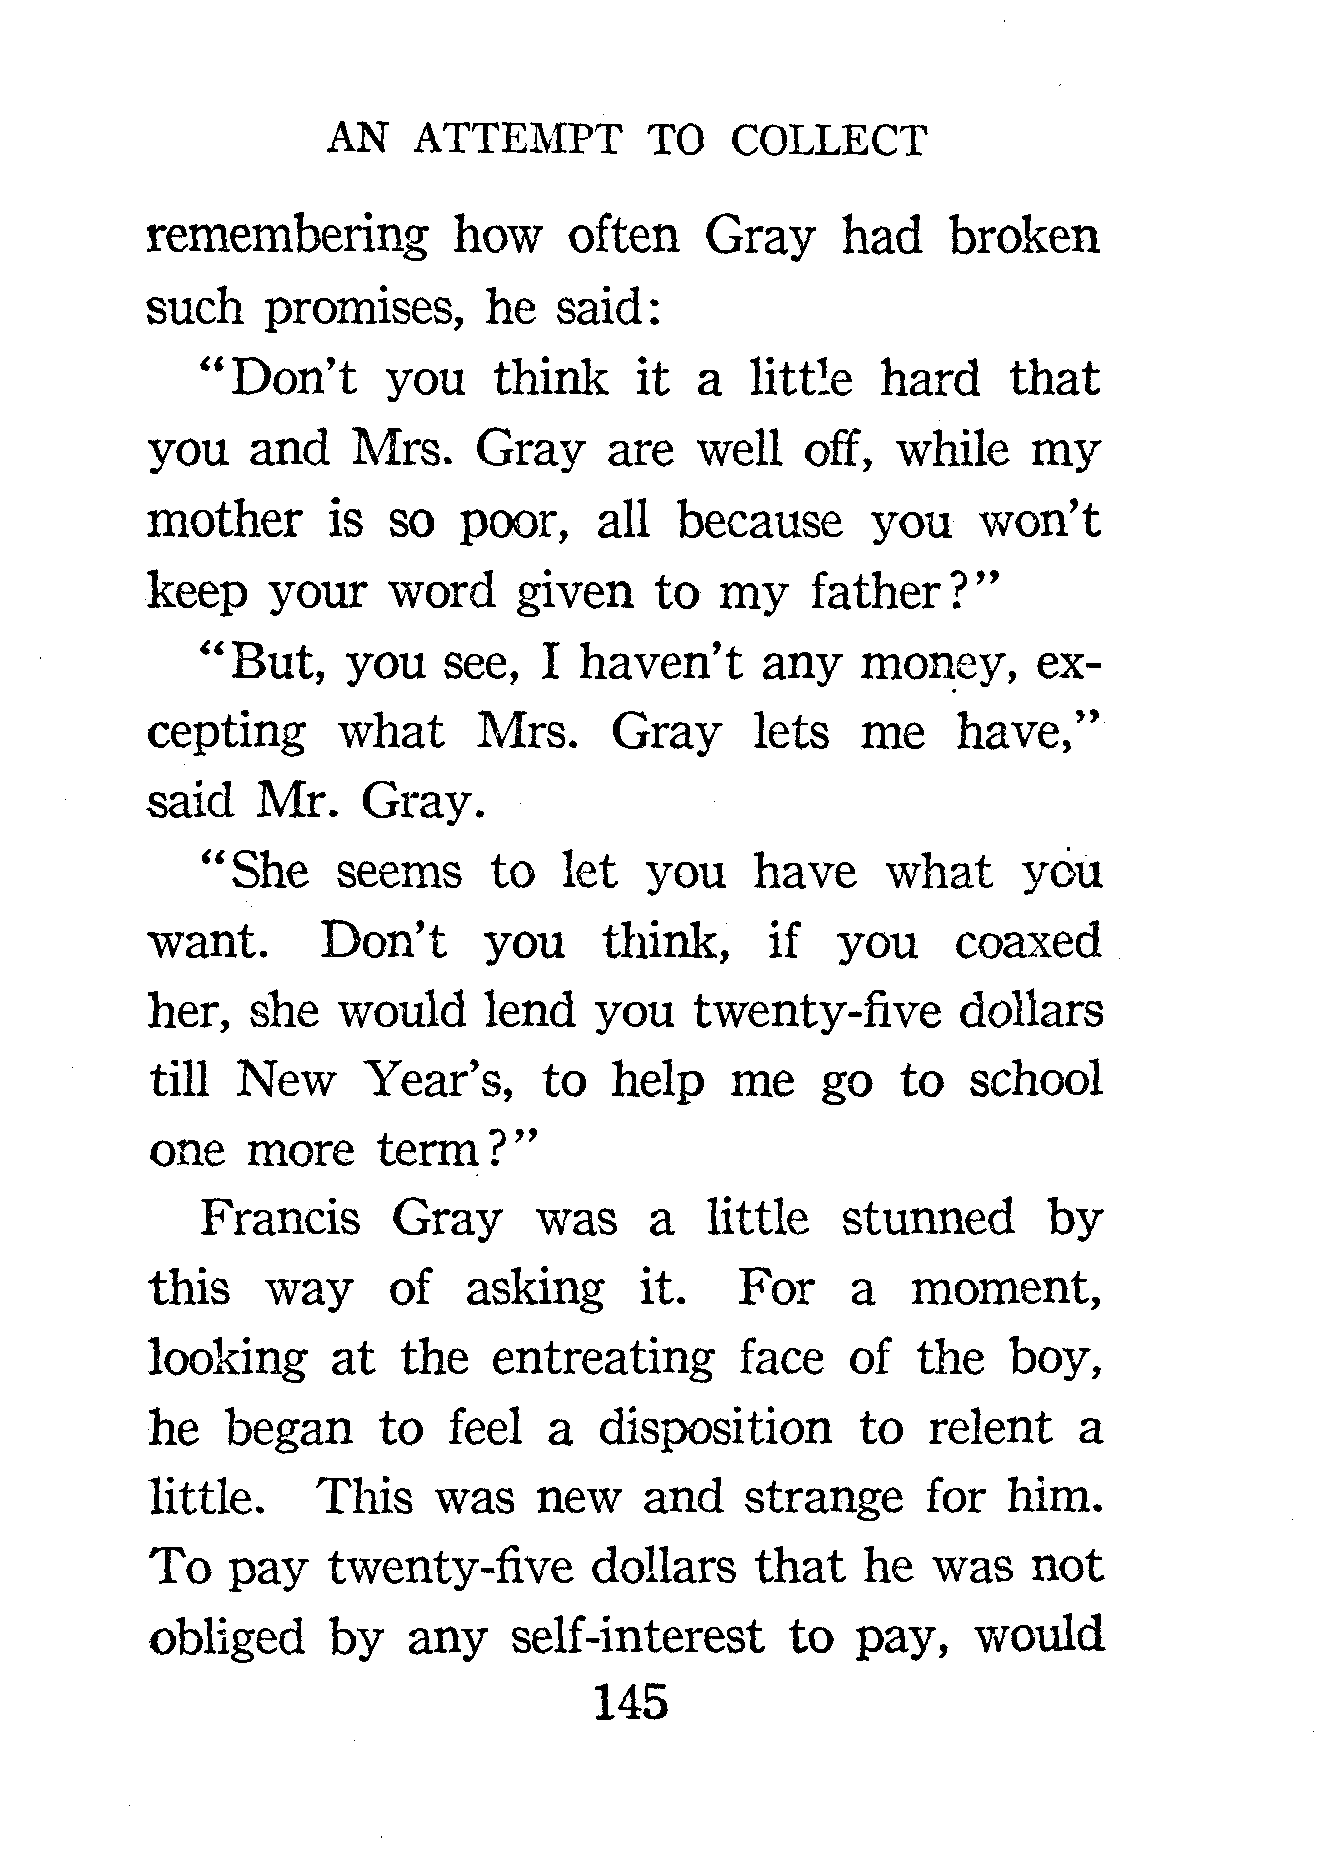 AN ATTEMPT TO COLLECT
remembering how often Gray had broken
such promises, he said:
"Don't you think it a little hard that
you and Mrs. Gray are well off, while my
mother is so poor, all because you won't
keep your word given to my father?"
"But, you see, I haven't any money, ex-
cepting what Mrs. Gray lets me have,"
said Mr. Gray.
"She seems to let you have what you
want. Don't you think, if you coaxed
her, she would lend you twenty-five dollars
till New Year's, to help me go to school
one more term?"
Francis Gray was a little stunned by
this way of asking it. For a moment,
looking at the entreating face of the boy,
he began to feel a disposition to relent a
little. This was new and strange for him.
To pay twenty-five dollars that he was not
obliged by any self-interest to pay, would
145